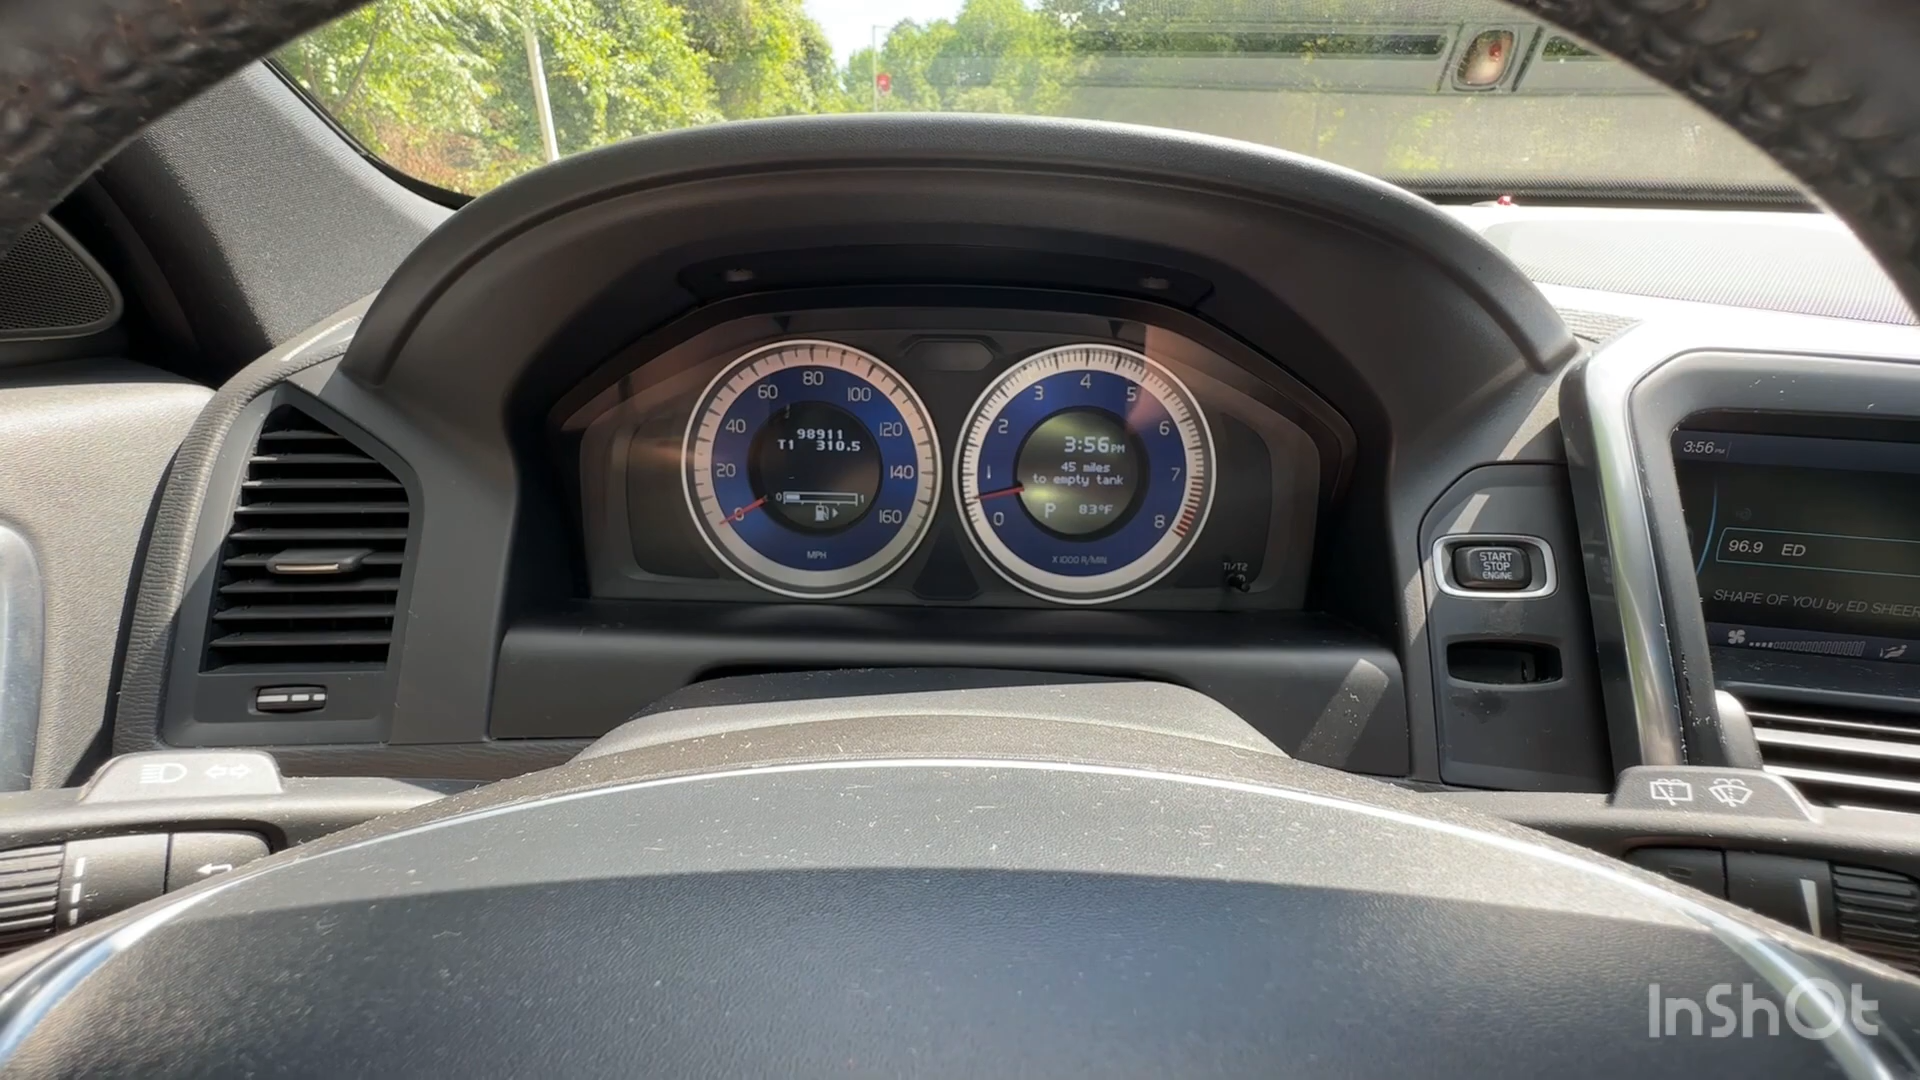 0 20 40 60 80 100 120 140 160
98911
T1 310.5
0 1
MPH
0 1 2 3 4 5 6 7 8
3:56PM
45 miles
to empty tank
P 83°F
X 1000 R/MIN
T1/T2
START
STOP
ENGINE
3:56PM
96.9 ED
SHAPE OF YOU by ED SHEER
InShOt